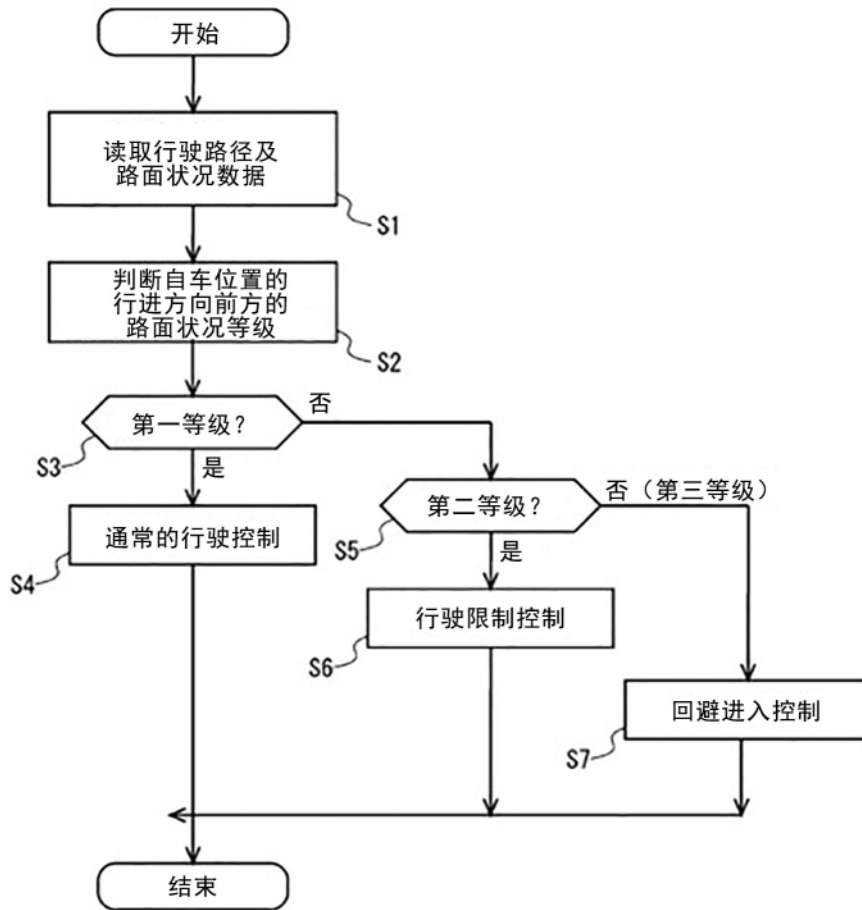 开始
读取行驶路径及
路面状况数据
S1
判断自车位置的
行进方向前方的
路面状况等级
S2
第一等级？
否
S3
是
第二等级？
否（第三等级）
S5
是
通常的行驶控制
S4
行驶限制控制
S6
回避进入控制
S7
结束